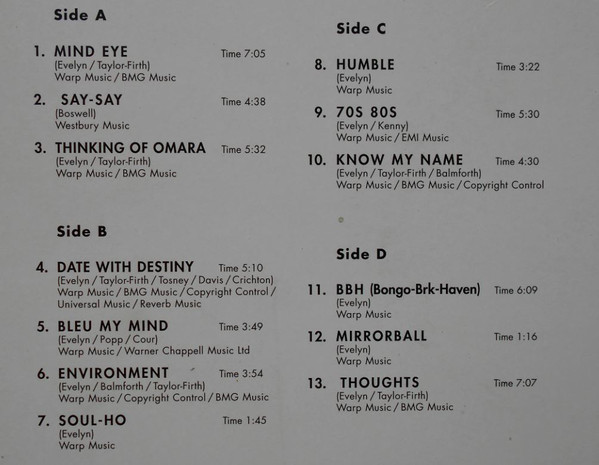 Side A
1. MIND EYE Time 7:05
(Evelyn / Taylor-Firth)
Warp Music / BMG Music
2. SAY-SAY Time 4:38
(Boswell)
Westbury Music
3. THINKING OF OMARA Time 5:32
(Evelyn / Taylor-Firth)
Warp Music / BMG Music
Side B
4. DATE WITH DESTINY Time 5:10
(Evelyn / Taylor-Firth / Tosney / Davis / Crichton)
Warp Music / BMG Music / Copyright Control /
Universal Music / Reverb Music
5. BLEU MY MIND Time 3:49
(Evelyn / Popp / Cour)
Warp Music / Warner Chappell Music Ltd
6. ENVIRONMENT Time 3:54
(Evelyn / Balmforth / Taylor-Firth)
Warp Music / Copyright Control / BMG Music
7. SOUL-HO Time 1:45
(Evelyn)
Warp Music
Side C
8. HUMBLE Time 3:22
(Evelyn)
Warp Music
9. 70S 80S Time 5:30
(Evelyn / Kenny)
Warp Music / EMI Music
10. KNOW MY NAME Time 4:30
(Evelyn / Taylor-Firth / Balmforth)
Warp Music / BMG Music / Copyright Control
Side D
11. BBH (Bongo-Brk-Haven) Time 6:09
(Evelyn)
Warp Music
12. MIRRORBALL Time 1:16
(Evelyn)
Warp Music
13. THOUGHTS Time 7:07
(Evelyn / Taylor-Firth)
Warp Music / BMG Music